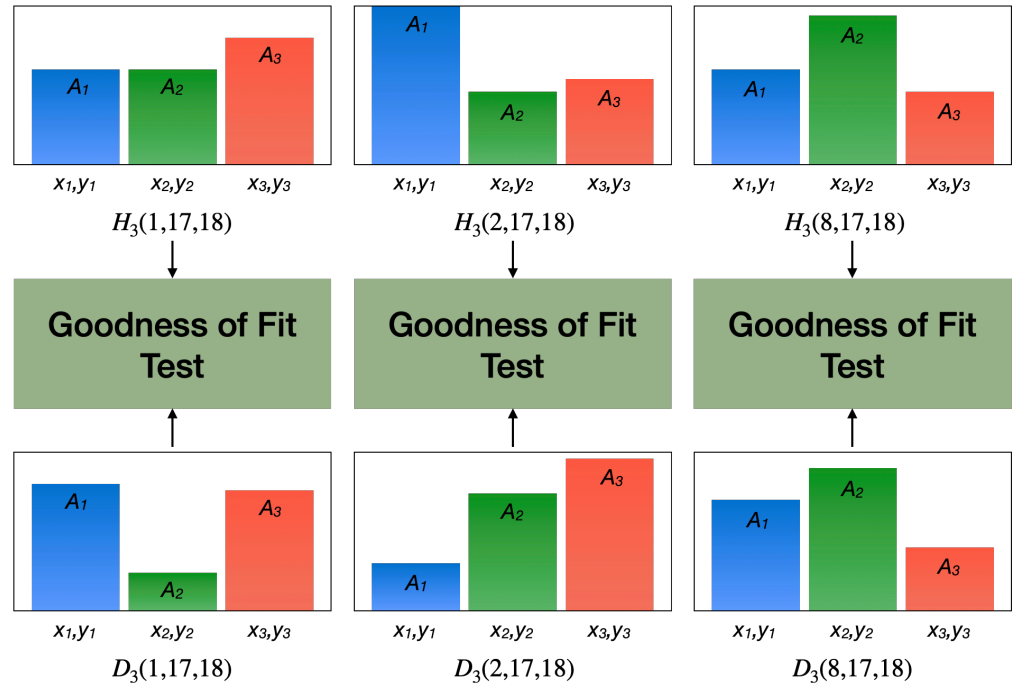 A₁ A₂ A₃
x₁,y₁ x₂,y₂ x₃,y₃
H₃(1,17,18)
A₁ A₂ A₃
x₁,y₁ x₂,y₂ x₃,y₃
H₃(2,17,18)
A₁ A₂ A₃
x₁,y₁ x₂,y₂ x₃,y₃
H₃(8,17,18)
Goodness of Fit
Test
Goodness of Fit
Test
Goodness of Fit
Test
A₁ A₂ A₃
x₁,y₁ x₂,y₂ x₃,y₃
D₃(1,17,18)
A₁ A₂ A₃
x₁,y₁ x₂,y₂ x₃,y₃
D₃(2,17,18)
A₁ A₂ A₃
x₁,y₁ x₂,y₂ x₃,y₃
D₃(8,17,18)